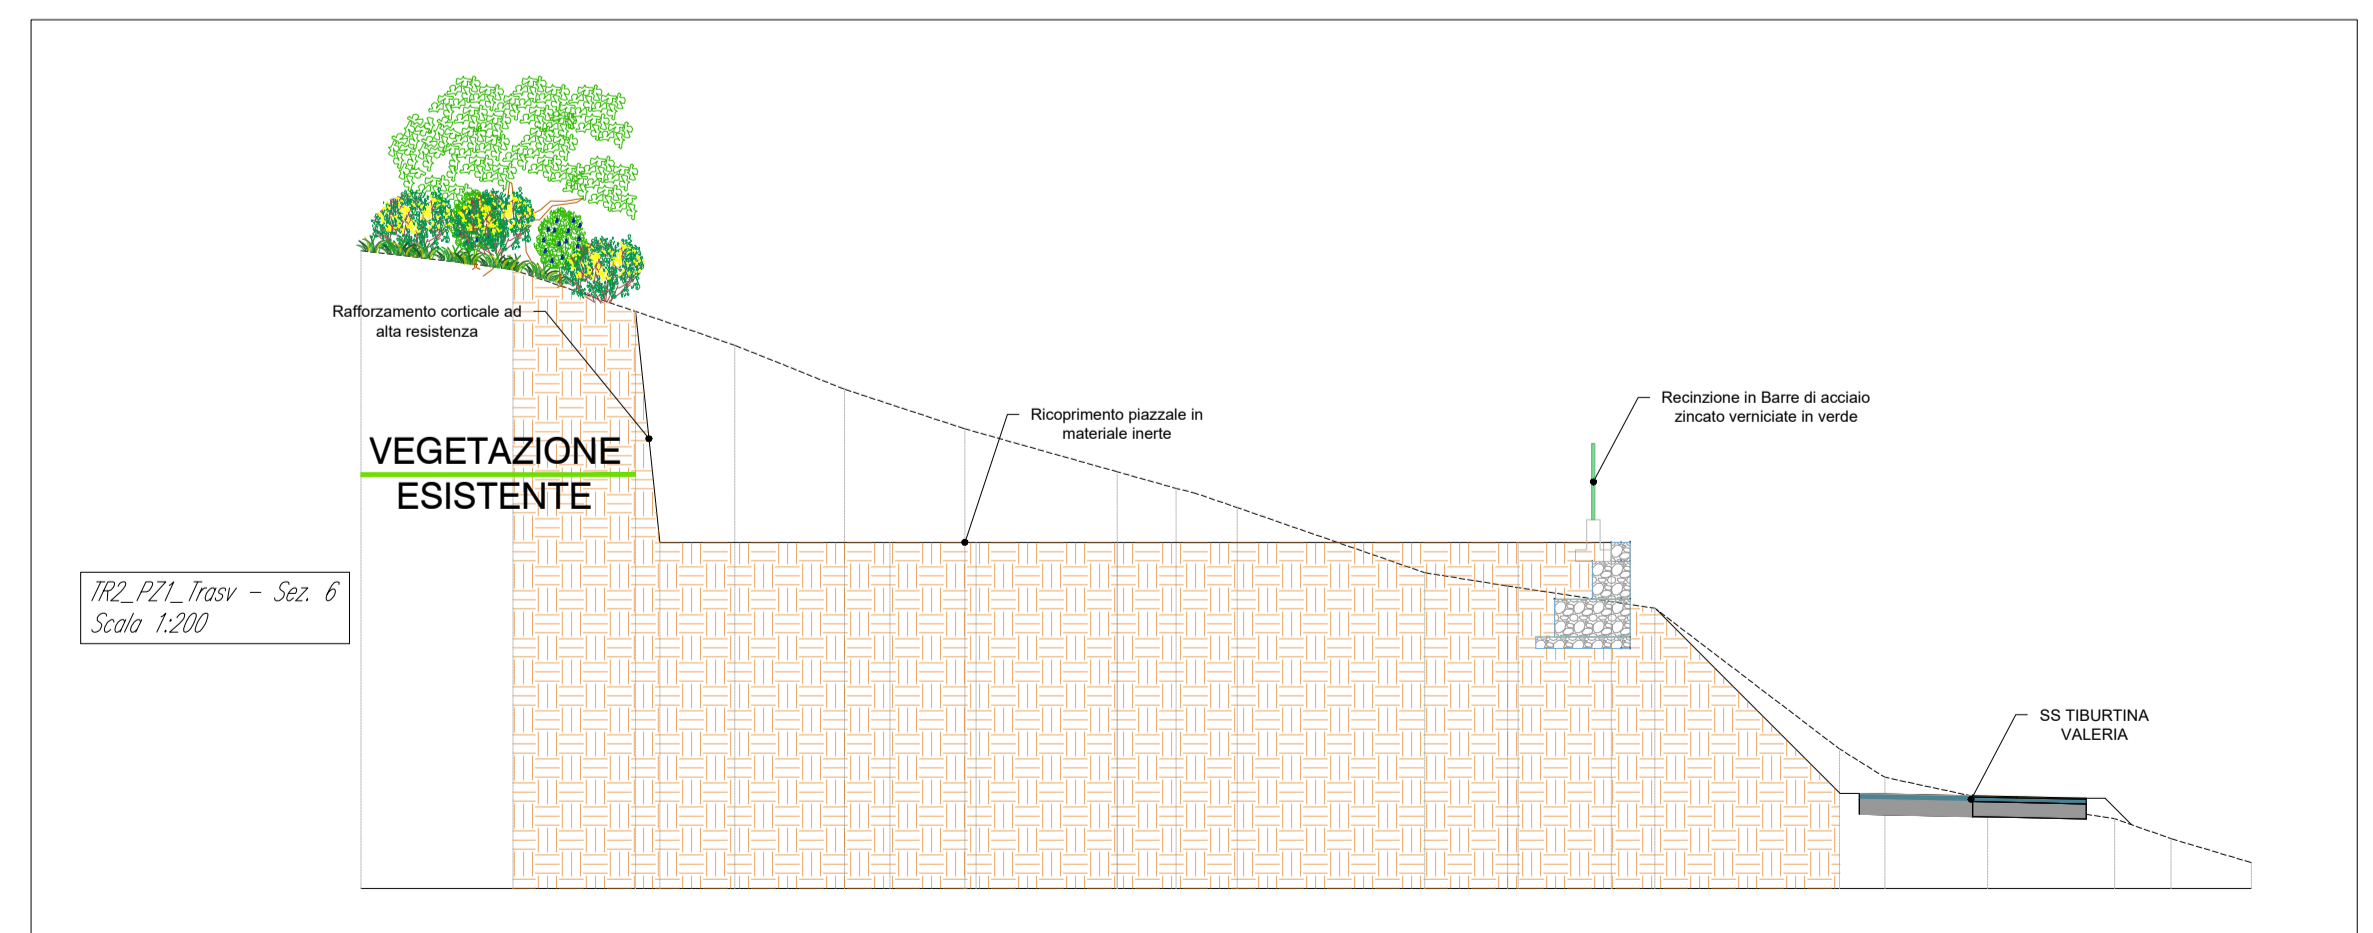 Rafforzamento corticale ad
alta resistenza
VEGETAZIONE
ESISTENTE
Ricoprimento piazzale in
materiale inerte
Recinzione in Barre di acciaio
zincato verniciate in verde
TR2_PZ1_Trasv - Sez. 6
Scala 1:200
SS TIBURTINA
VALERIA